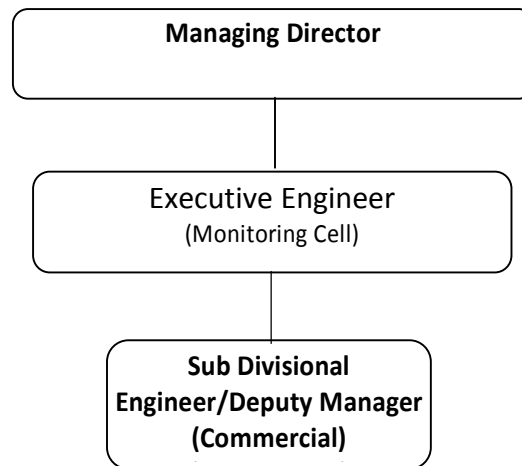 Managing Director
Executive Engineer
(Monitoring Cell)
Sub Divisional
Engineer/Deputy Manager
(Commercial)